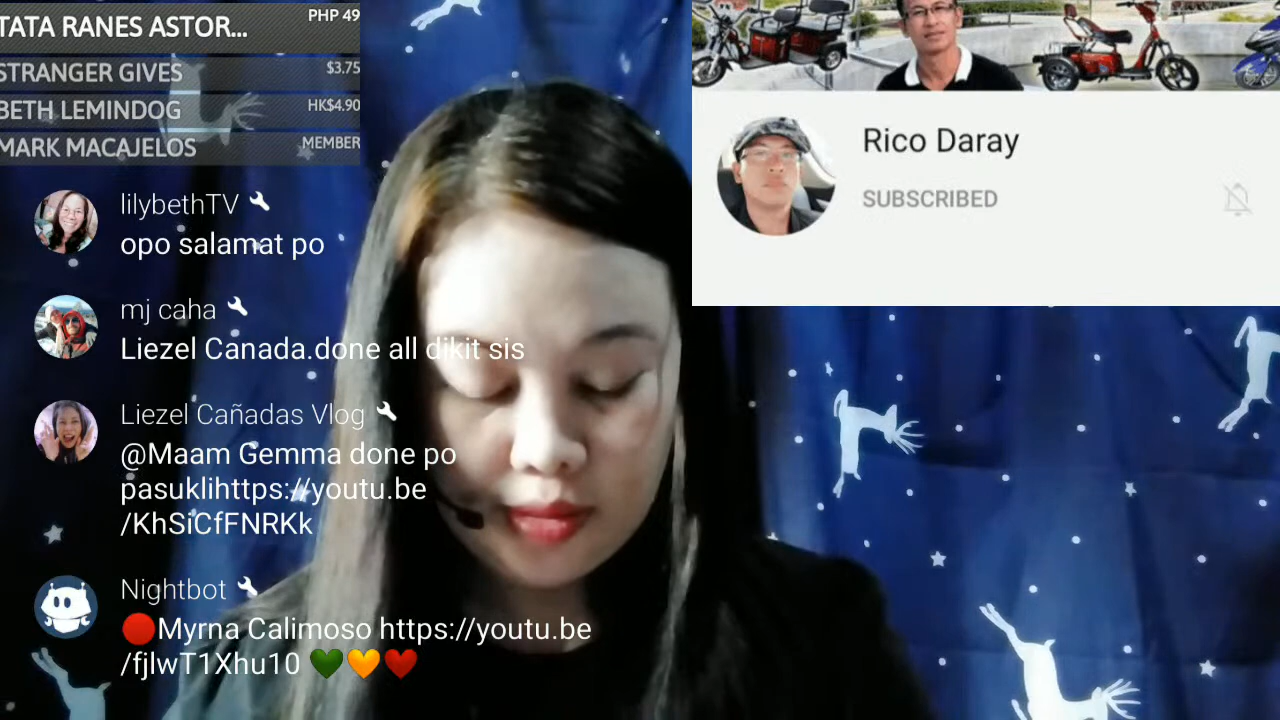 TATA RANES ASTOR... PHP 49
STRANGER GIVES $3.75
BETH LEMINDOG HK$4.90
MARK MACAJELOS MEMBER
lilybethTV
opo salamat po
mj caha
Liezel Canada.done all dikit sis
Liezel Cañadas Vlog
@Maam Gemma done po
pasuklihttps://youtu.be
/KhSiCfFNRKk
Nightbot
🔴Myrna Calimoso https://youtu.be
/fjlwT1Xhu10 💚🧡❤️
Rico Daray
SUBSCRIBED